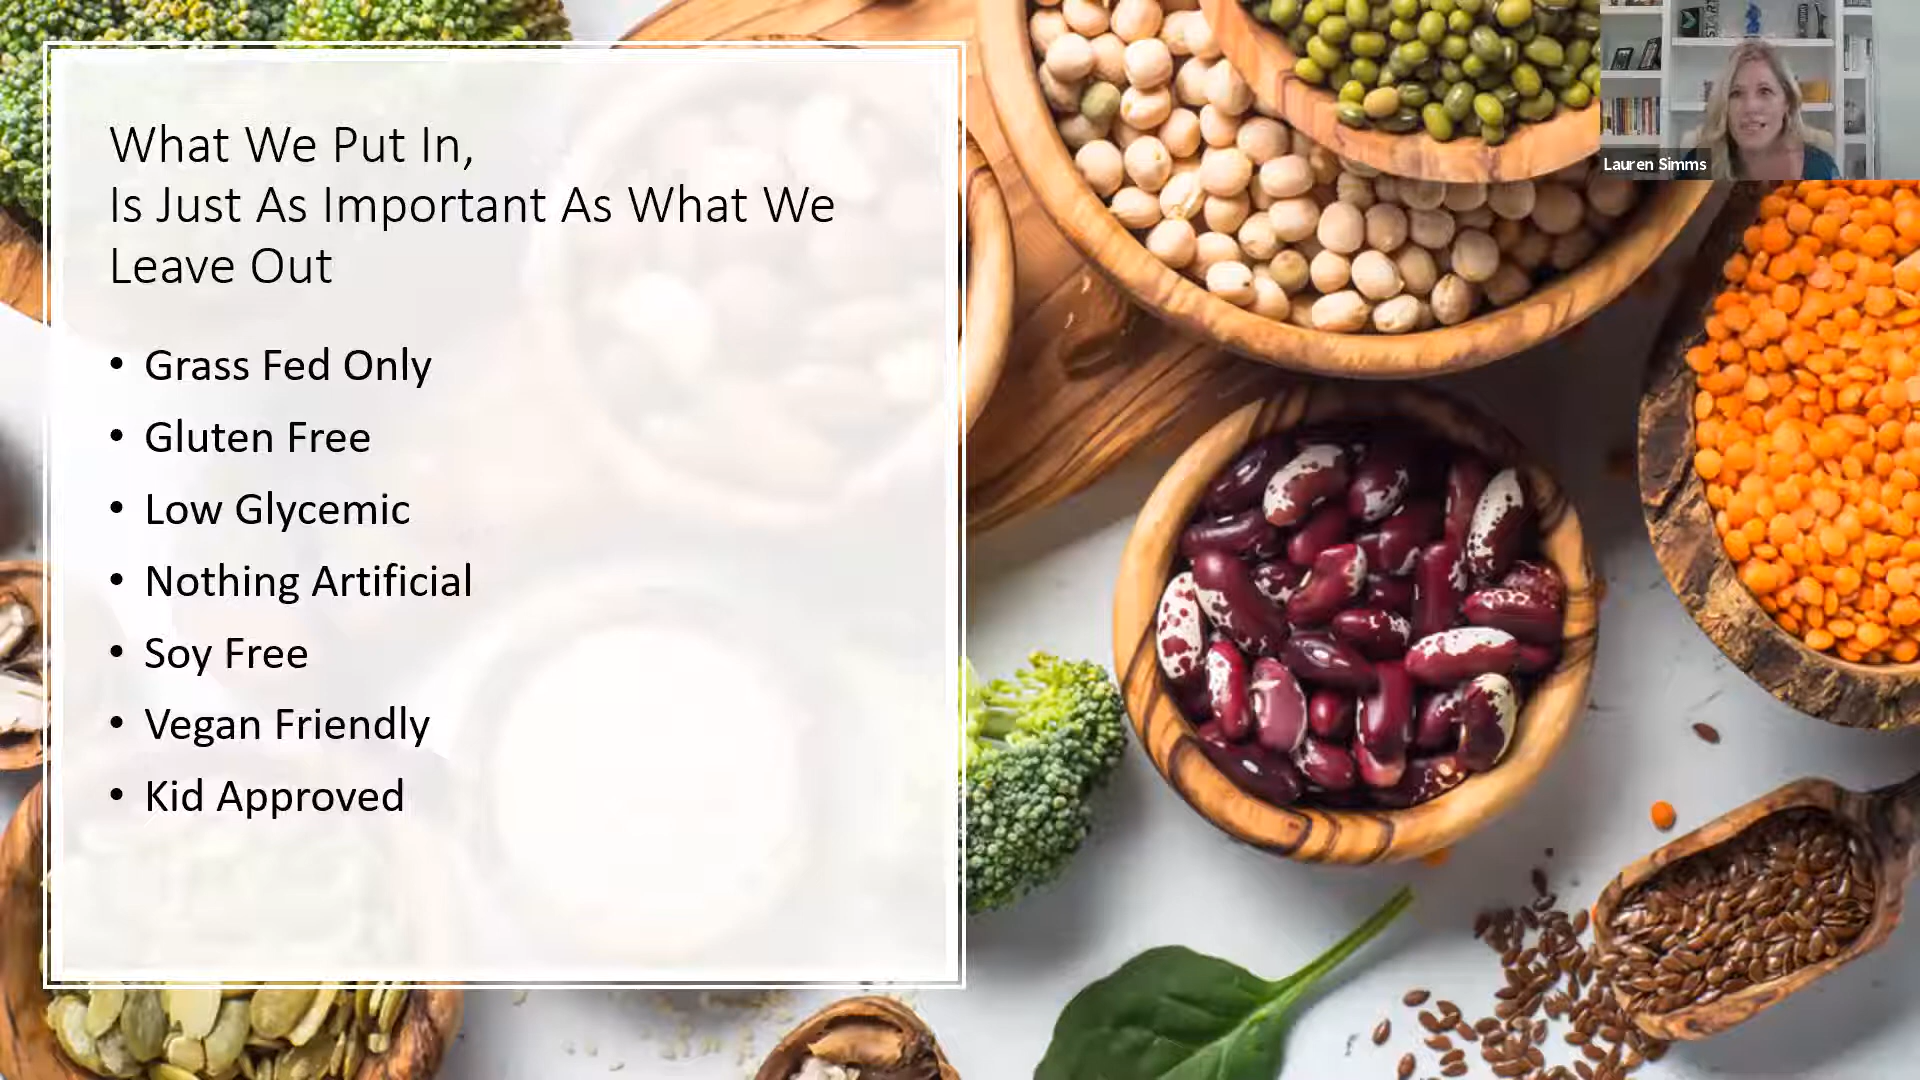 What We Put In,
Is Just As Important As What We
Leave Out
• Grass Fed Only
• Gluten Free
• Low Glycemic
• Nothing Artificial
• Soy Free
• Vegan Friendly
• Kid Approved
Lauren Simms